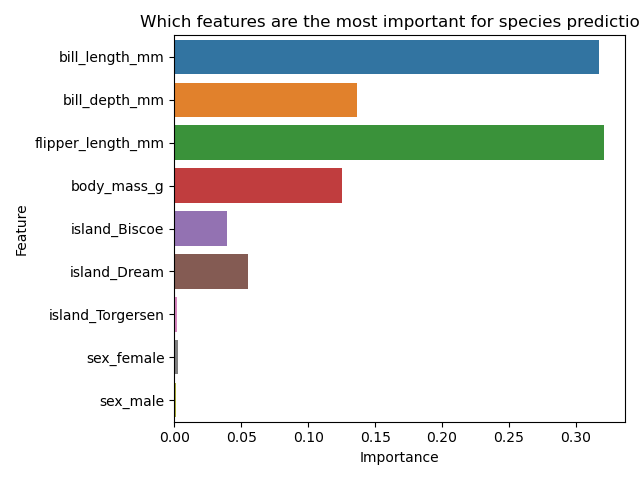 Which features are the most important for species predictio
bill_length_mm
bill_depth_mm
flipper_length_mm
body_mass_g
island_Biscoe
island_Dream
island_Torgersen
sex_female
sex_male
Feature
0.00 0.05 0.10 0.15 0.20 0.25 0.30
Importance